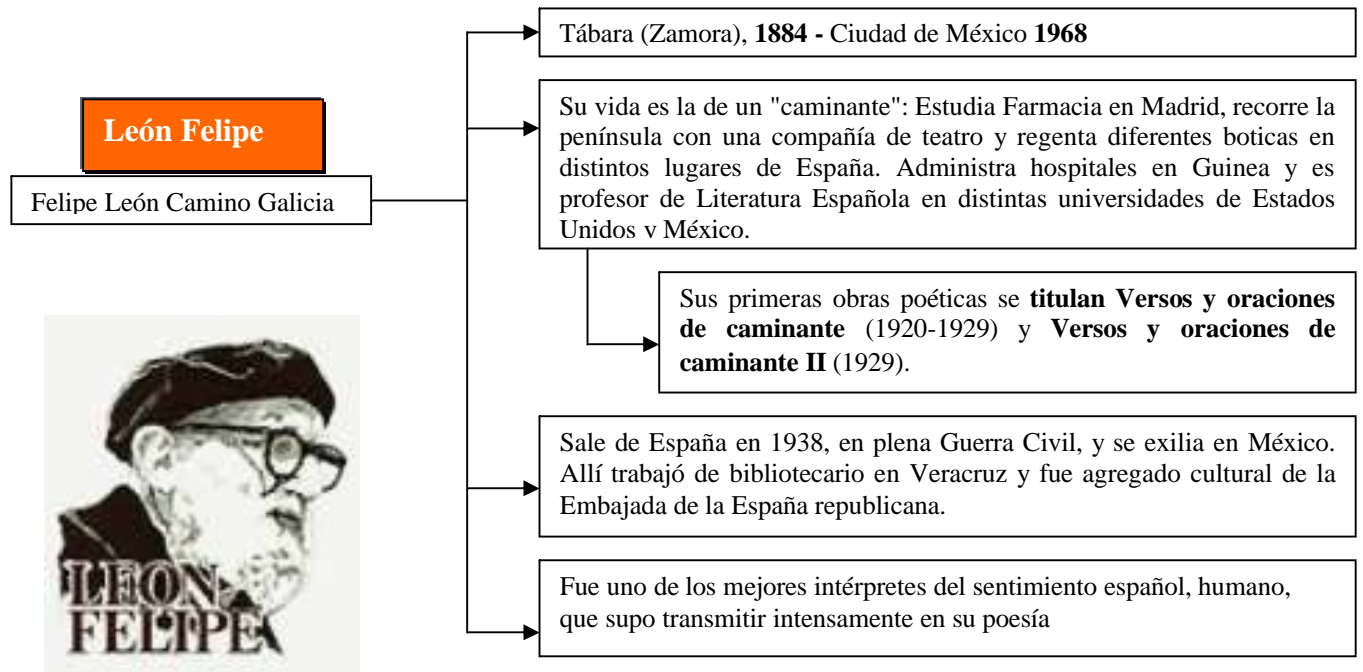 León Felipe
Felipe León Camino Galicia
Tábara (Zamora), 1884 - Ciudad de México 1968
Su vida es la de un "caminante": Estudia Farmacia en Madrid, recorre la
península con una compañía de teatro y regenta diferentes boticas en
distintos lugares de España. Administra hospitales en Guinea y es
profesor de Literatura Española en distintas universidades de Estados
Unidos y México.
Sus primeras obras poéticas se titulan Versos y oraciones
de caminante (1920-1929) y Versos y oraciones de
caminante II (1929).
Sale de España en 1938, en plena Guerra Civil, y se exilia en México.
Allí trabajó de bibliotecario en Veracruz y fue agregado cultural de la
Embajada de la España republicana.
Fue uno de los mejores intérpretes del sentimiento español, humano,
que supo transmitir intensamente en su poesía
LEON
FELIPE